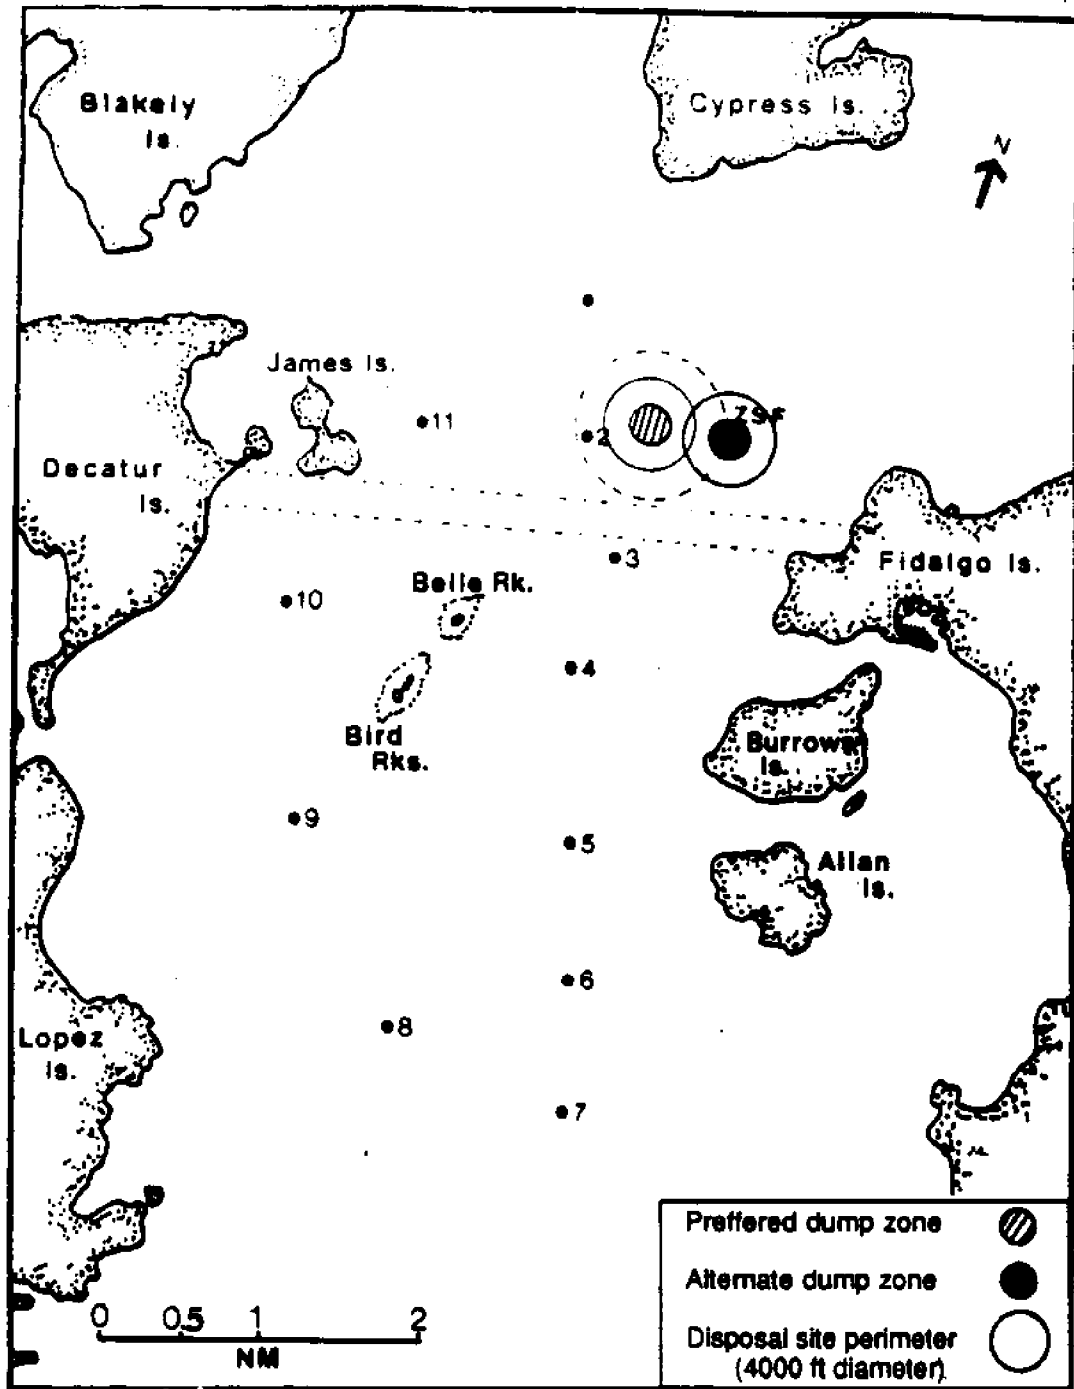 Blakely
Is.
Cypress Is.
N
James Is.
11
2
ZSF
Decatur
Is.
3
Fidalgo Is.
Belle Rk.
10
4
Bird
Rks.
Burrows
Is.
9
5
Allan
Is.
6
8
Lopez
Is.
7
Preffered dump zone
Alternate dump zone
Disposal site perimeter
(4000 ft diameter)
0 0.5 1 2
NM